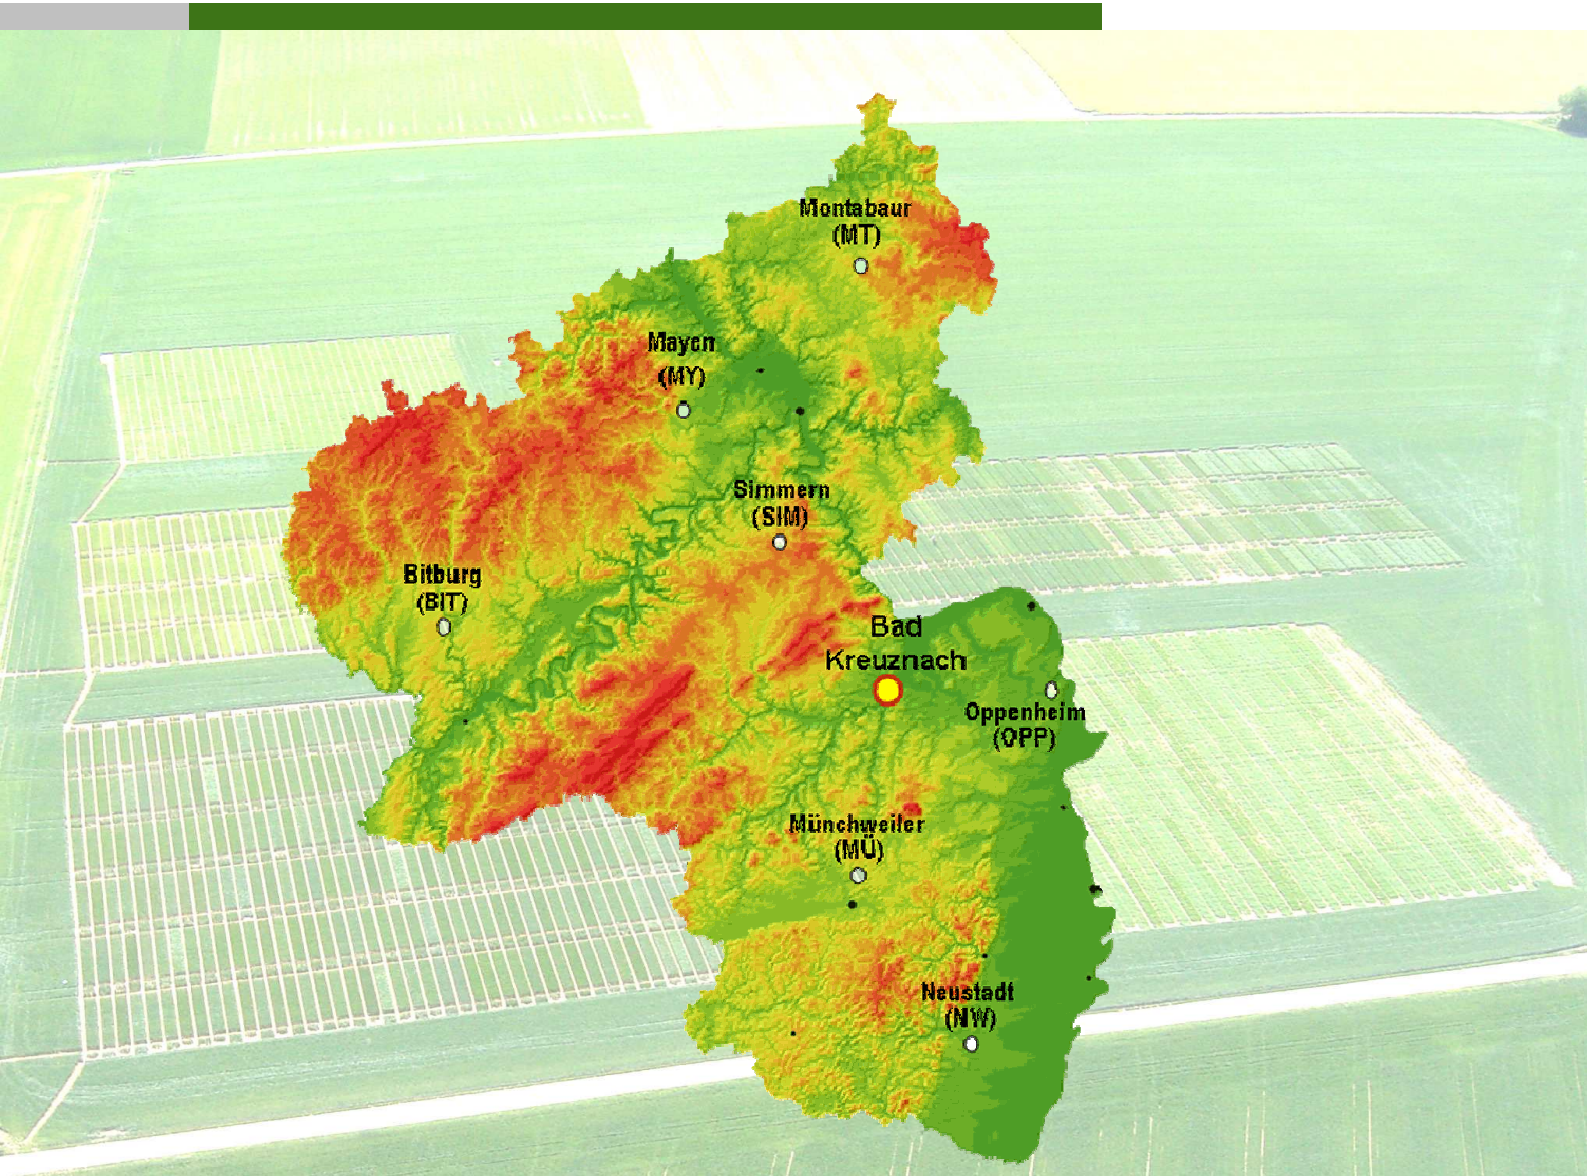 Montabaur
(MT)
Mayen
(MY)
Simmern
(SIM)
Bitburg
(BIT)
Bad
Kreuznach
Oppenheim
(OPP)
Münchweiler
(MÜ)
Neustadt
(NW)